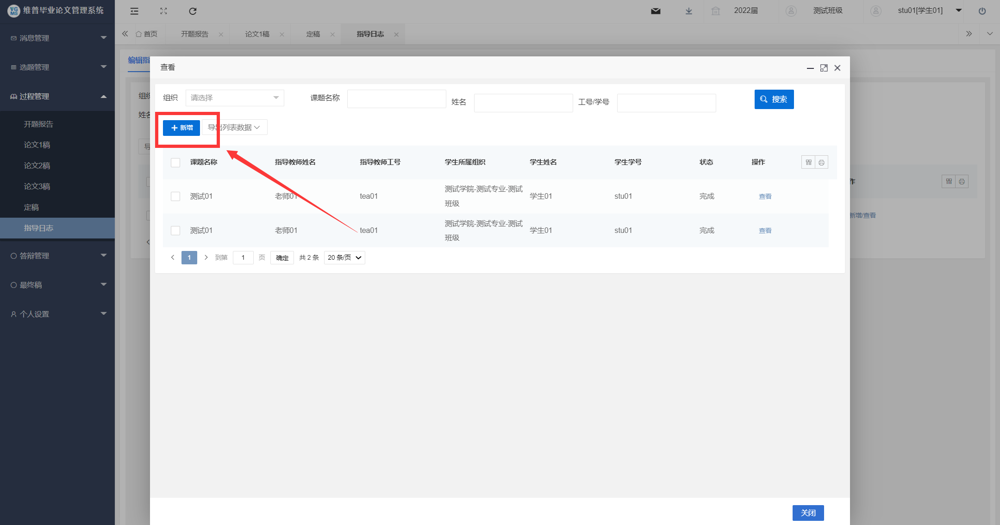 VG
MS
维普毕业论文管理系统
2022届
测试班级
stu01[学生01]
消息管理
选题管理
过程管理
开题报告
论文1稿
论文2稿
论文3稿
定稿
指导日志
答辩管理
最终稿
个人设置
首页
开题报告
论文1稿
定稿
指导日志
编辑指
组织
姓名
导
作
新增/查看
查看
组织
请选择
课题名称
姓名
工号/学号
搜索
新增
导出列表数据
课题名称 指导教师姓名 指导教师工号 学生所属组织 学生姓名 学生学号 状态 操作
测试01 老师01 tea01 测试学院-测试专业-测试班级 学生01 stu01 完成 查看
测试01 老师01 tea01 测试学院-测试专业-测试班级 学生01 stu01 完成 查看
1 到第 1 页 确定 共 2 条 20 条/页
关闭